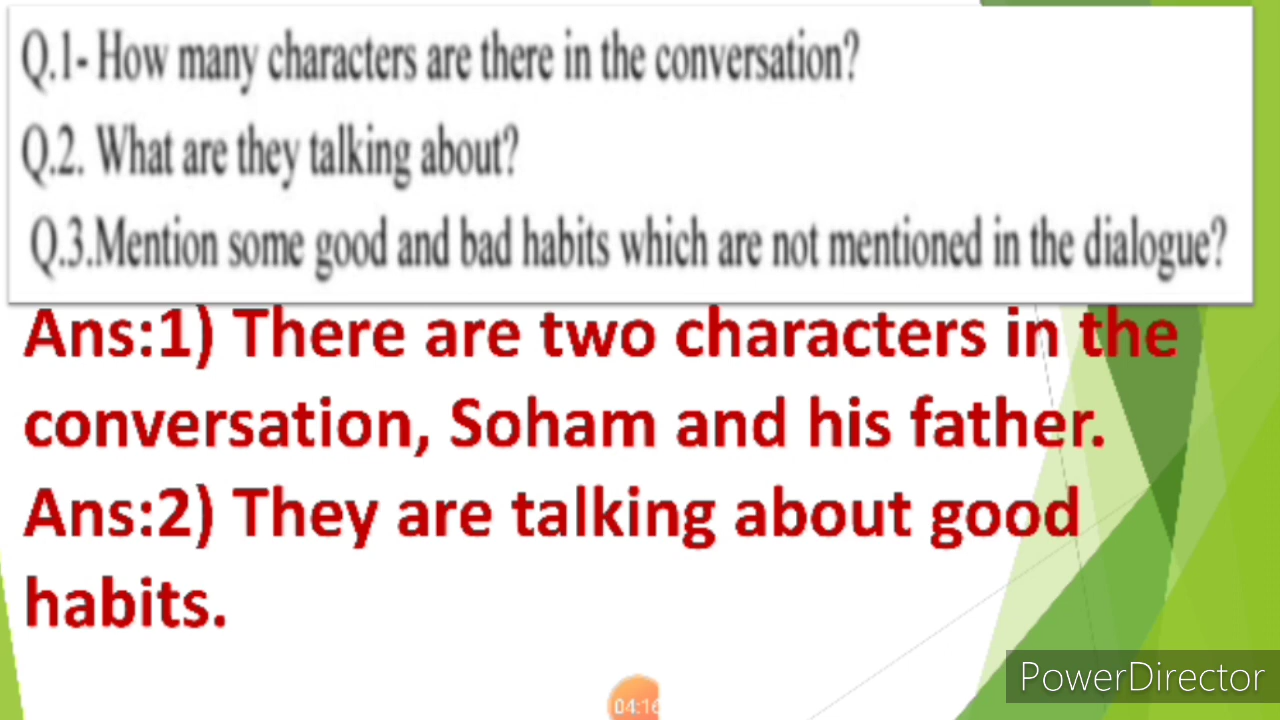 Q.1- How many characters are there in the conversation?
Q.2. What are they talking about?
Q.3.Mention some good and bad habits which are not mentioned in the dialogue?
Ans:1) There are two characters in the
conversation, Soham and his father.
Ans:2) They are talking about good
habits.
PowerDirector
04:16